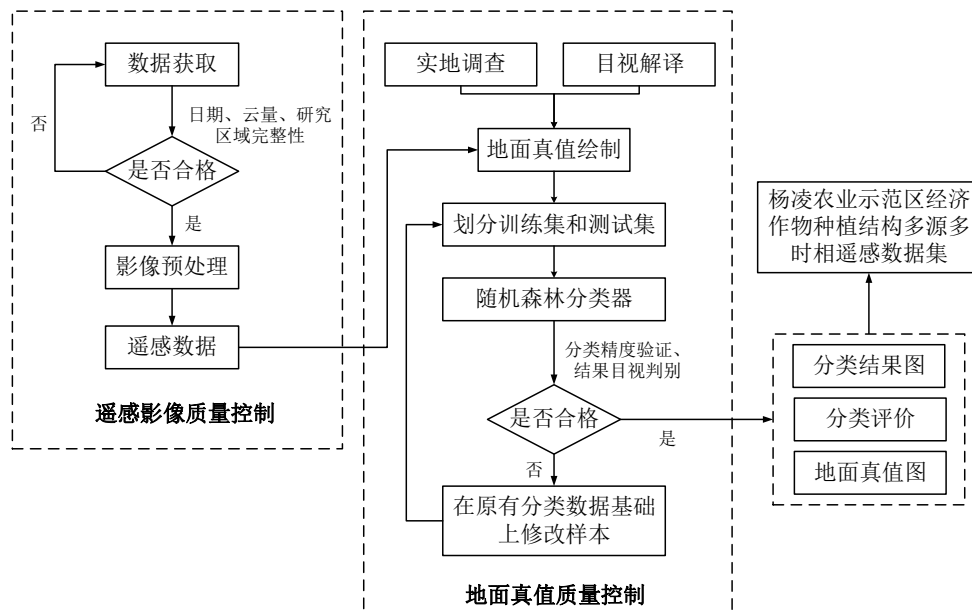 数据获取
日期、云量、研究
区域完整性
否
是否合格
是
影像预处理
遥感数据
遥感影像质量控制
实地调查
目视解译
地面真值绘制
划分训练集和测试集
随机森林分类器
分类精度验证、
结果目视判别
是否合格
是
否
在原有分类数据基础
上修改样本
地面真值质量控制
杨凌农业示范区经济
作物种植结构多源多
时相遥感数据集
分类结果图
分类评价
地面真值图